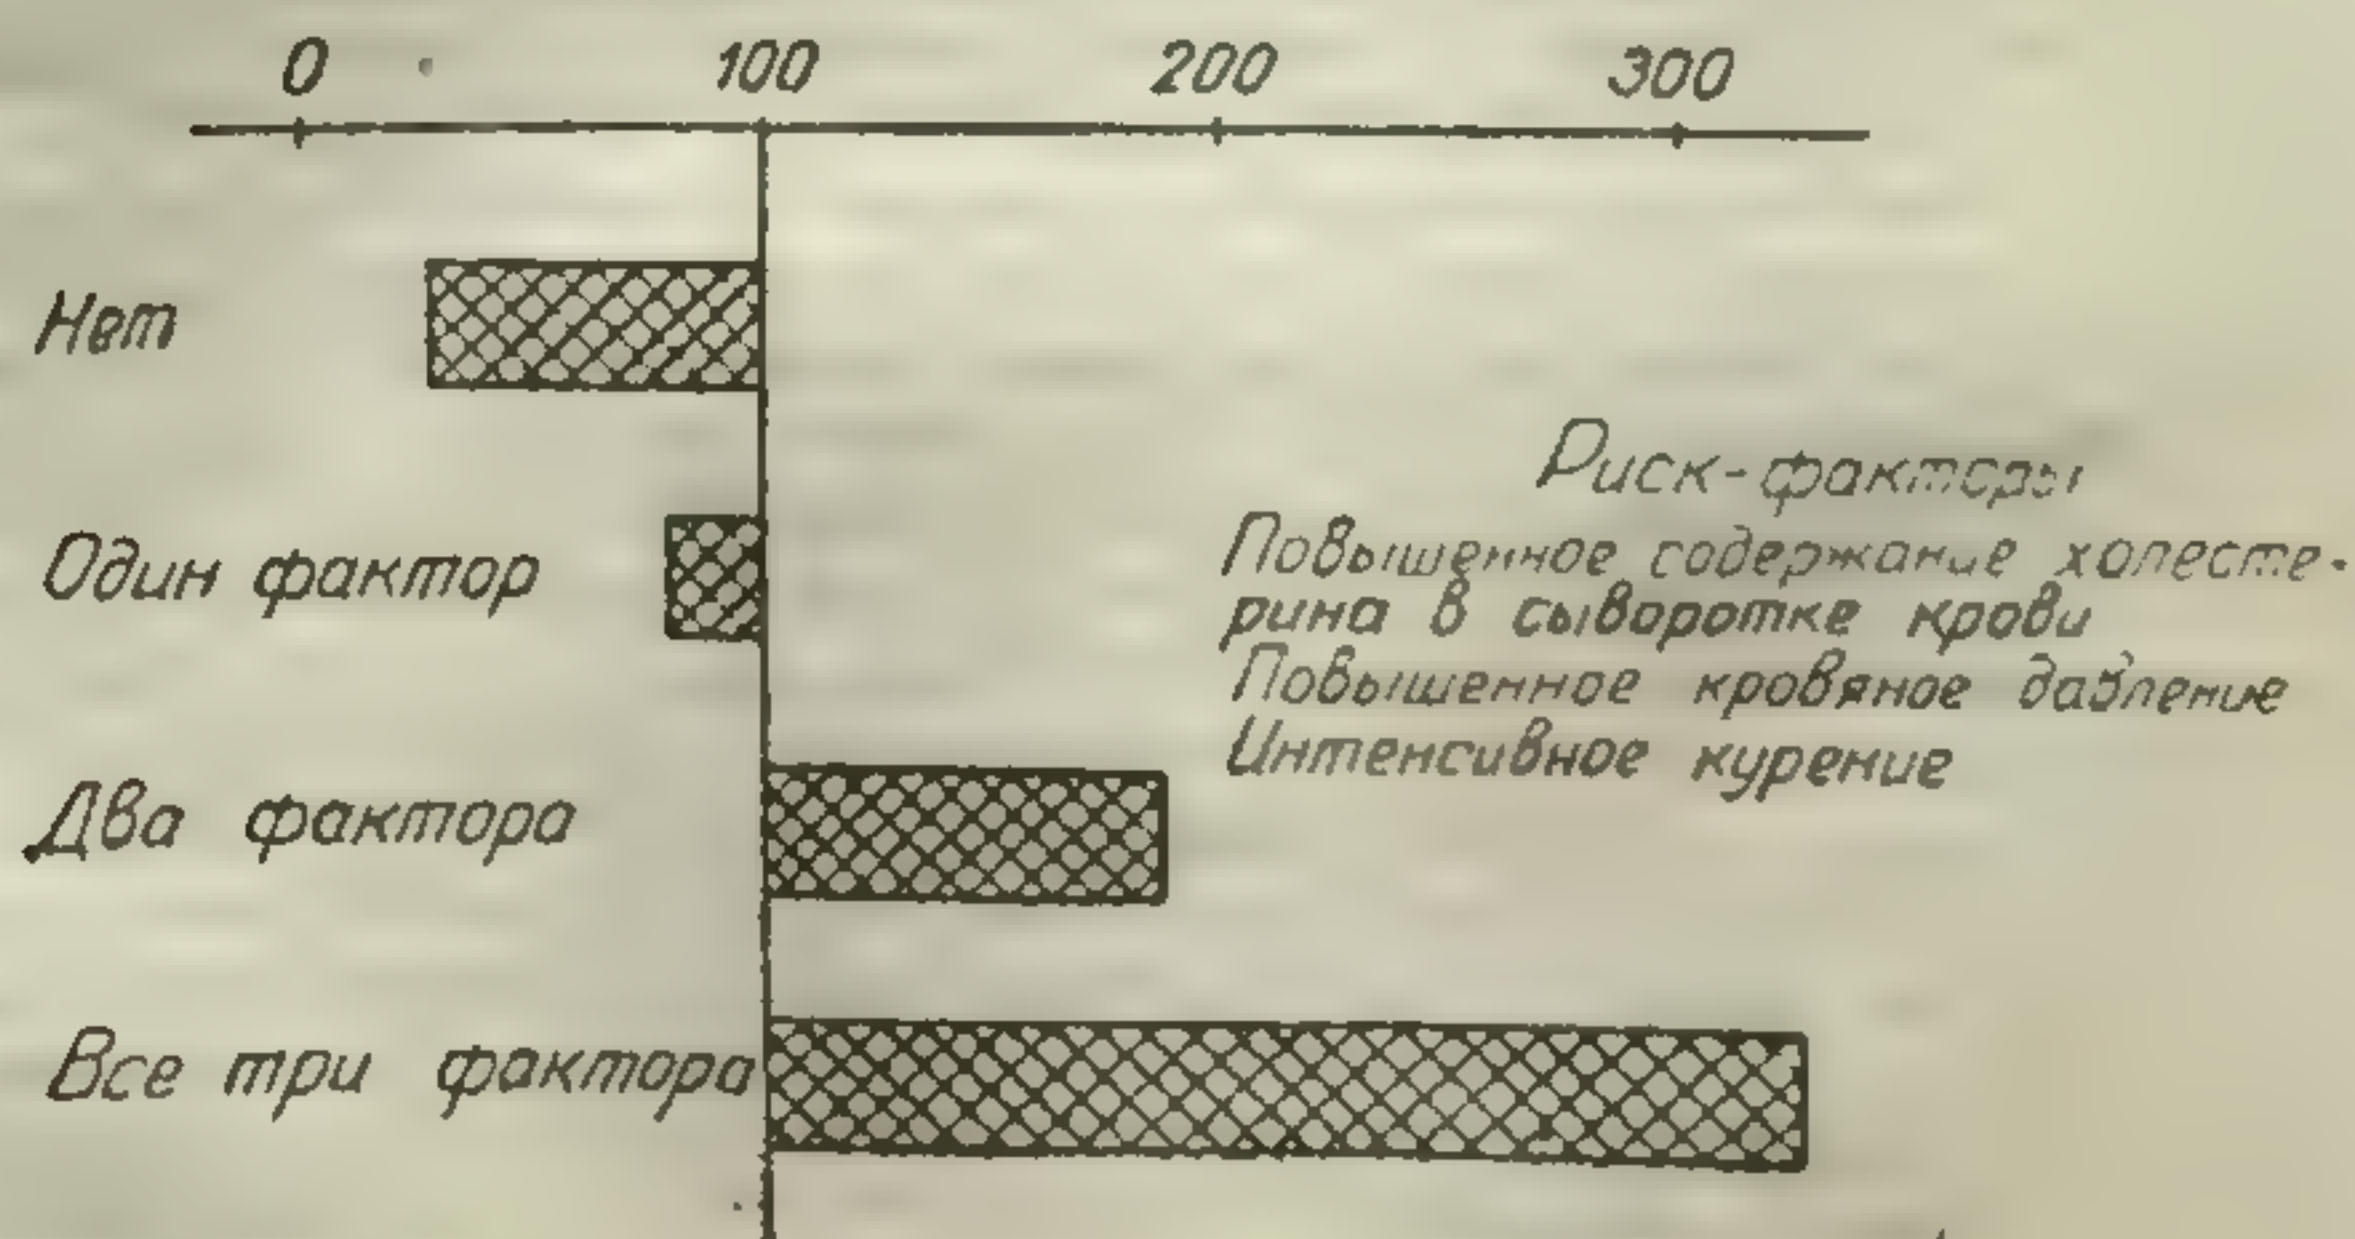 0 100 200 300
Нет
Риск-факторы
Один фактор
Повышенное содержание холесте-
рина в сыворотке крови
Повышенное кровяное давление
Интенсивное курение
Два фактора
Все три фактора